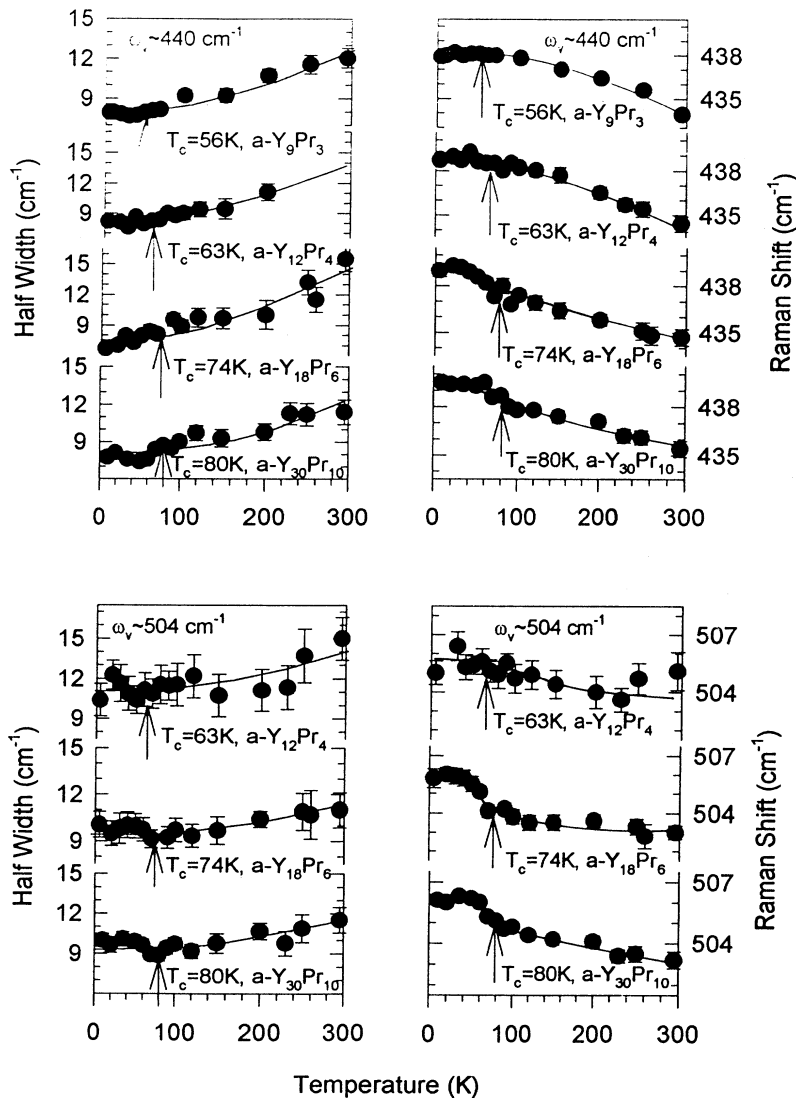 ω_v~440 cm⁻¹
15
12
9
T_c=56K, a-Y₉Pr₃
12
9
T_c=63K, a-Y₁₂Pr₄
15
12
9
T_c=74K, a-Y₁₈Pr₆
12
9
T_c=80K, a-Y₃₀Pr₁₀
0 100 200 300
Half Width (cm⁻¹)
ω_v~440 cm⁻¹
438
435
T_c=56K, a-Y₉Pr₃
438
435
T_c=63K, a-Y₁₂Pr₄
438
435
T_c=74K, a-Y₁₈Pr₆
438
435
T_c=80K, a-Y₃₀Pr₁₀
0 100 200 300
Raman Shift (cm⁻¹)
ω_v~504 cm⁻¹
15
12
9
T_c=63K, a-Y₁₂Pr₄
12
9
T_c=74K, a-Y₁₈Pr₆
12
9
T_c=80K, a-Y₃₀Pr₁₀
0 100 200 300
Half Width (cm⁻¹)
ω_v~504 cm⁻¹
507
504
T_c=63K, a-Y₁₂Pr₄
507
504
T_c=74K, a-Y₁₈Pr₆
507
504
T_c=80K, a-Y₃₀Pr₁₀
0 100 200 300
Raman Shift (cm⁻¹)
Temperature (K)